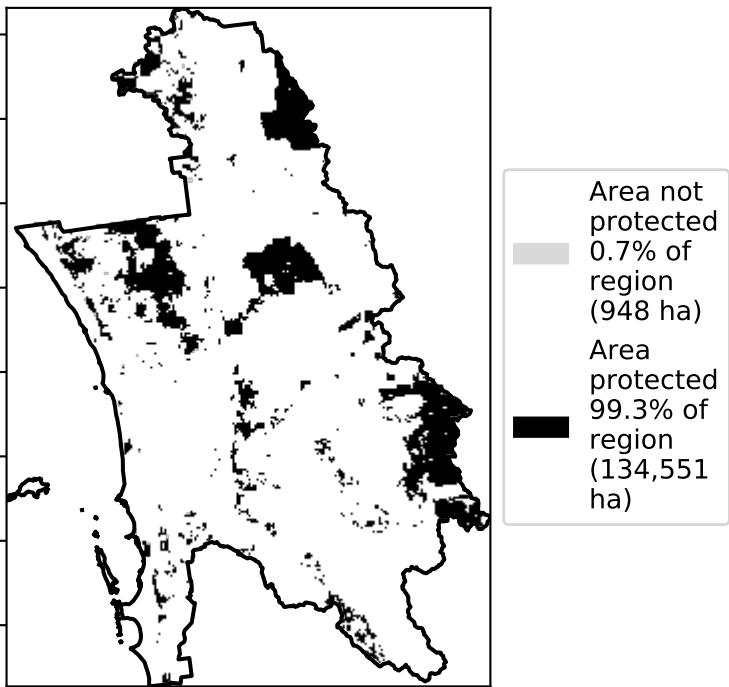 Area not
protected
0.7% of
region
(948 ha)
Area
protected
99.3% of
region
(134,551
ha)